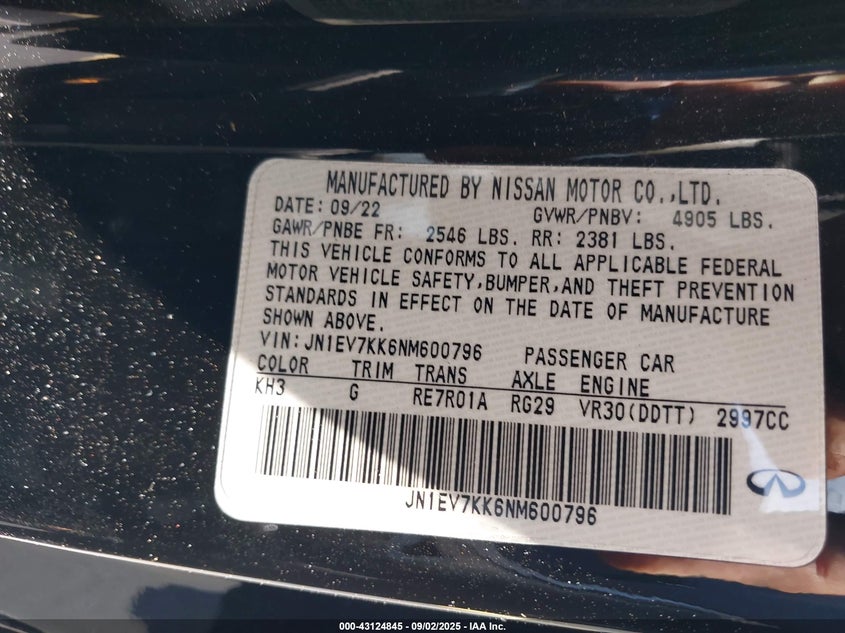 MANUFACTURED BY NISSAN MOTOR CO.,LTD.
DATE: 09/22 GVWR/PNBV: 4905 LBS.
GAWR/PNBE FR: 2546 LBS. RR: 2381 LBS.
THIS VEHICLE CONFORMS TO ALL APPLICABLE FEDERAL
MOTOR VEHICLE SAFETY,BUMPER,AND THEFT PREVENTION
STANDARDS IN EFFECT ON THE DATE OF MANUFACTURE
SHOWN ABOVE.
VIN:JN1EV7KK6NM600796 PASSENGER CAR
COLOR TRIM TRANS AXLE ENGINE
KH3 G RE7R01A RG29 VR30(DDTT) 2997CC
JN1EV7KK6NM600796
000-43124845 - 09/02/2025 - IAA Inc.